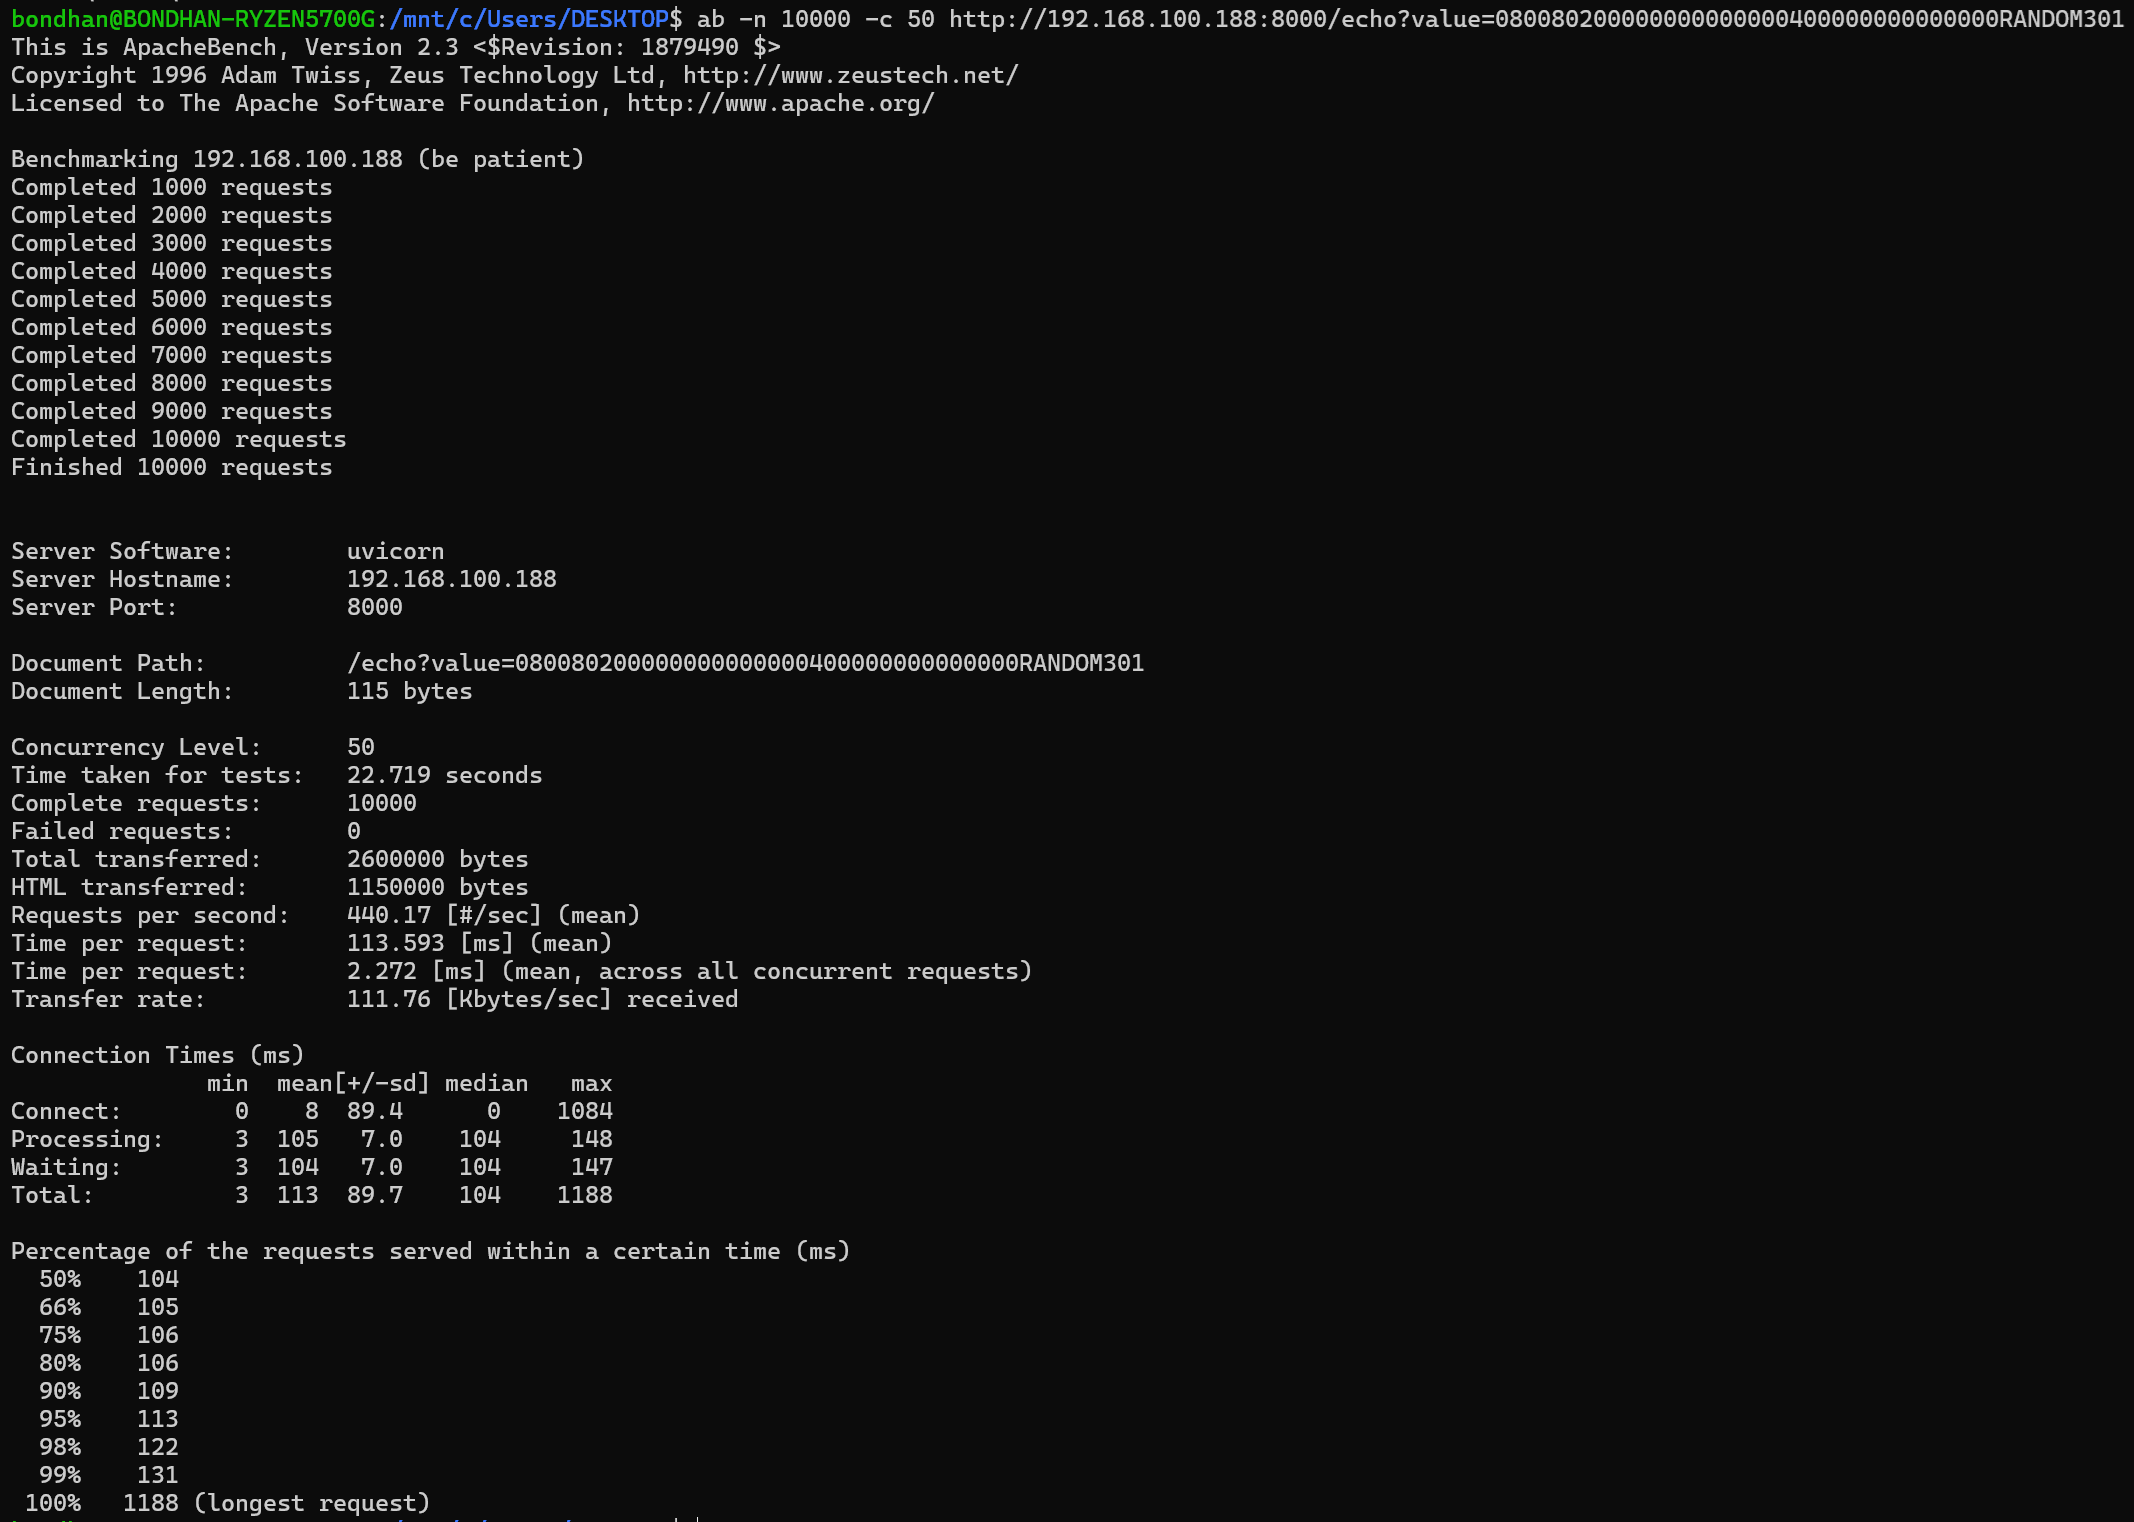 bondhan@BONDHAN-RYZEN5700G:/mnt/c/Users/DESKTOP$ ab -n 10000 -c 50 http://192.168.100.188:8000/echo?value=080080200000000000000400000000000000RANDOM301
This is ApacheBench, Version 2.3 <$Revision: 1879490 $>
Copyright 1996 Adam Twiss, Zeus Technology Ltd, http://www.zeustech.net/
Licensed to The Apache Software Foundation, http://www.apache.org/
Benchmarking 192.168.100.188 (be patient)
Completed 1000 requests
Completed 2000 requests
Completed 3000 requests
Completed 4000 requests
Completed 5000 requests
Completed 6000 requests
Completed 7000 requests
Completed 8000 requests
Completed 9000 requests
Completed 10000 requests
Finished 10000 requests
Server Software:        uvicorn
Server Hostname:        192.168.100.188
Server Port:            8000
Document Path:          /echo?value=080080200000000000000400000000000000RANDOM301
Document Length:        115 bytes
Concurrency Level:      50
Time taken for tests:   22.719 seconds
Complete requests:      10000
Failed requests:        0
Total transferred:      2600000 bytes
HTML transferred:       1150000 bytes
Requests per second:    440.17 [#/sec] (mean)
Time per request:       113.593 [ms] (mean)
Time per request:       2.272 [ms] (mean, across all concurrent requests)
Transfer rate:          111.76 [Kbytes/sec] received
Connection Times (ms)
              min  mean[+/-sd] median   max
Connect:        0    8  89.4      0    1084
Processing:     3  105   7.0    104     148
Waiting:        3  104   7.0    104     147
Total:          3  113  89.7    104    1188
Percentage of the requests served within a certain time (ms)
  50%    104
  66%    105
  75%    106
  80%    106
  90%    109
  95%    113
  98%    122
  99%    131
 100%   1188 (longest request)